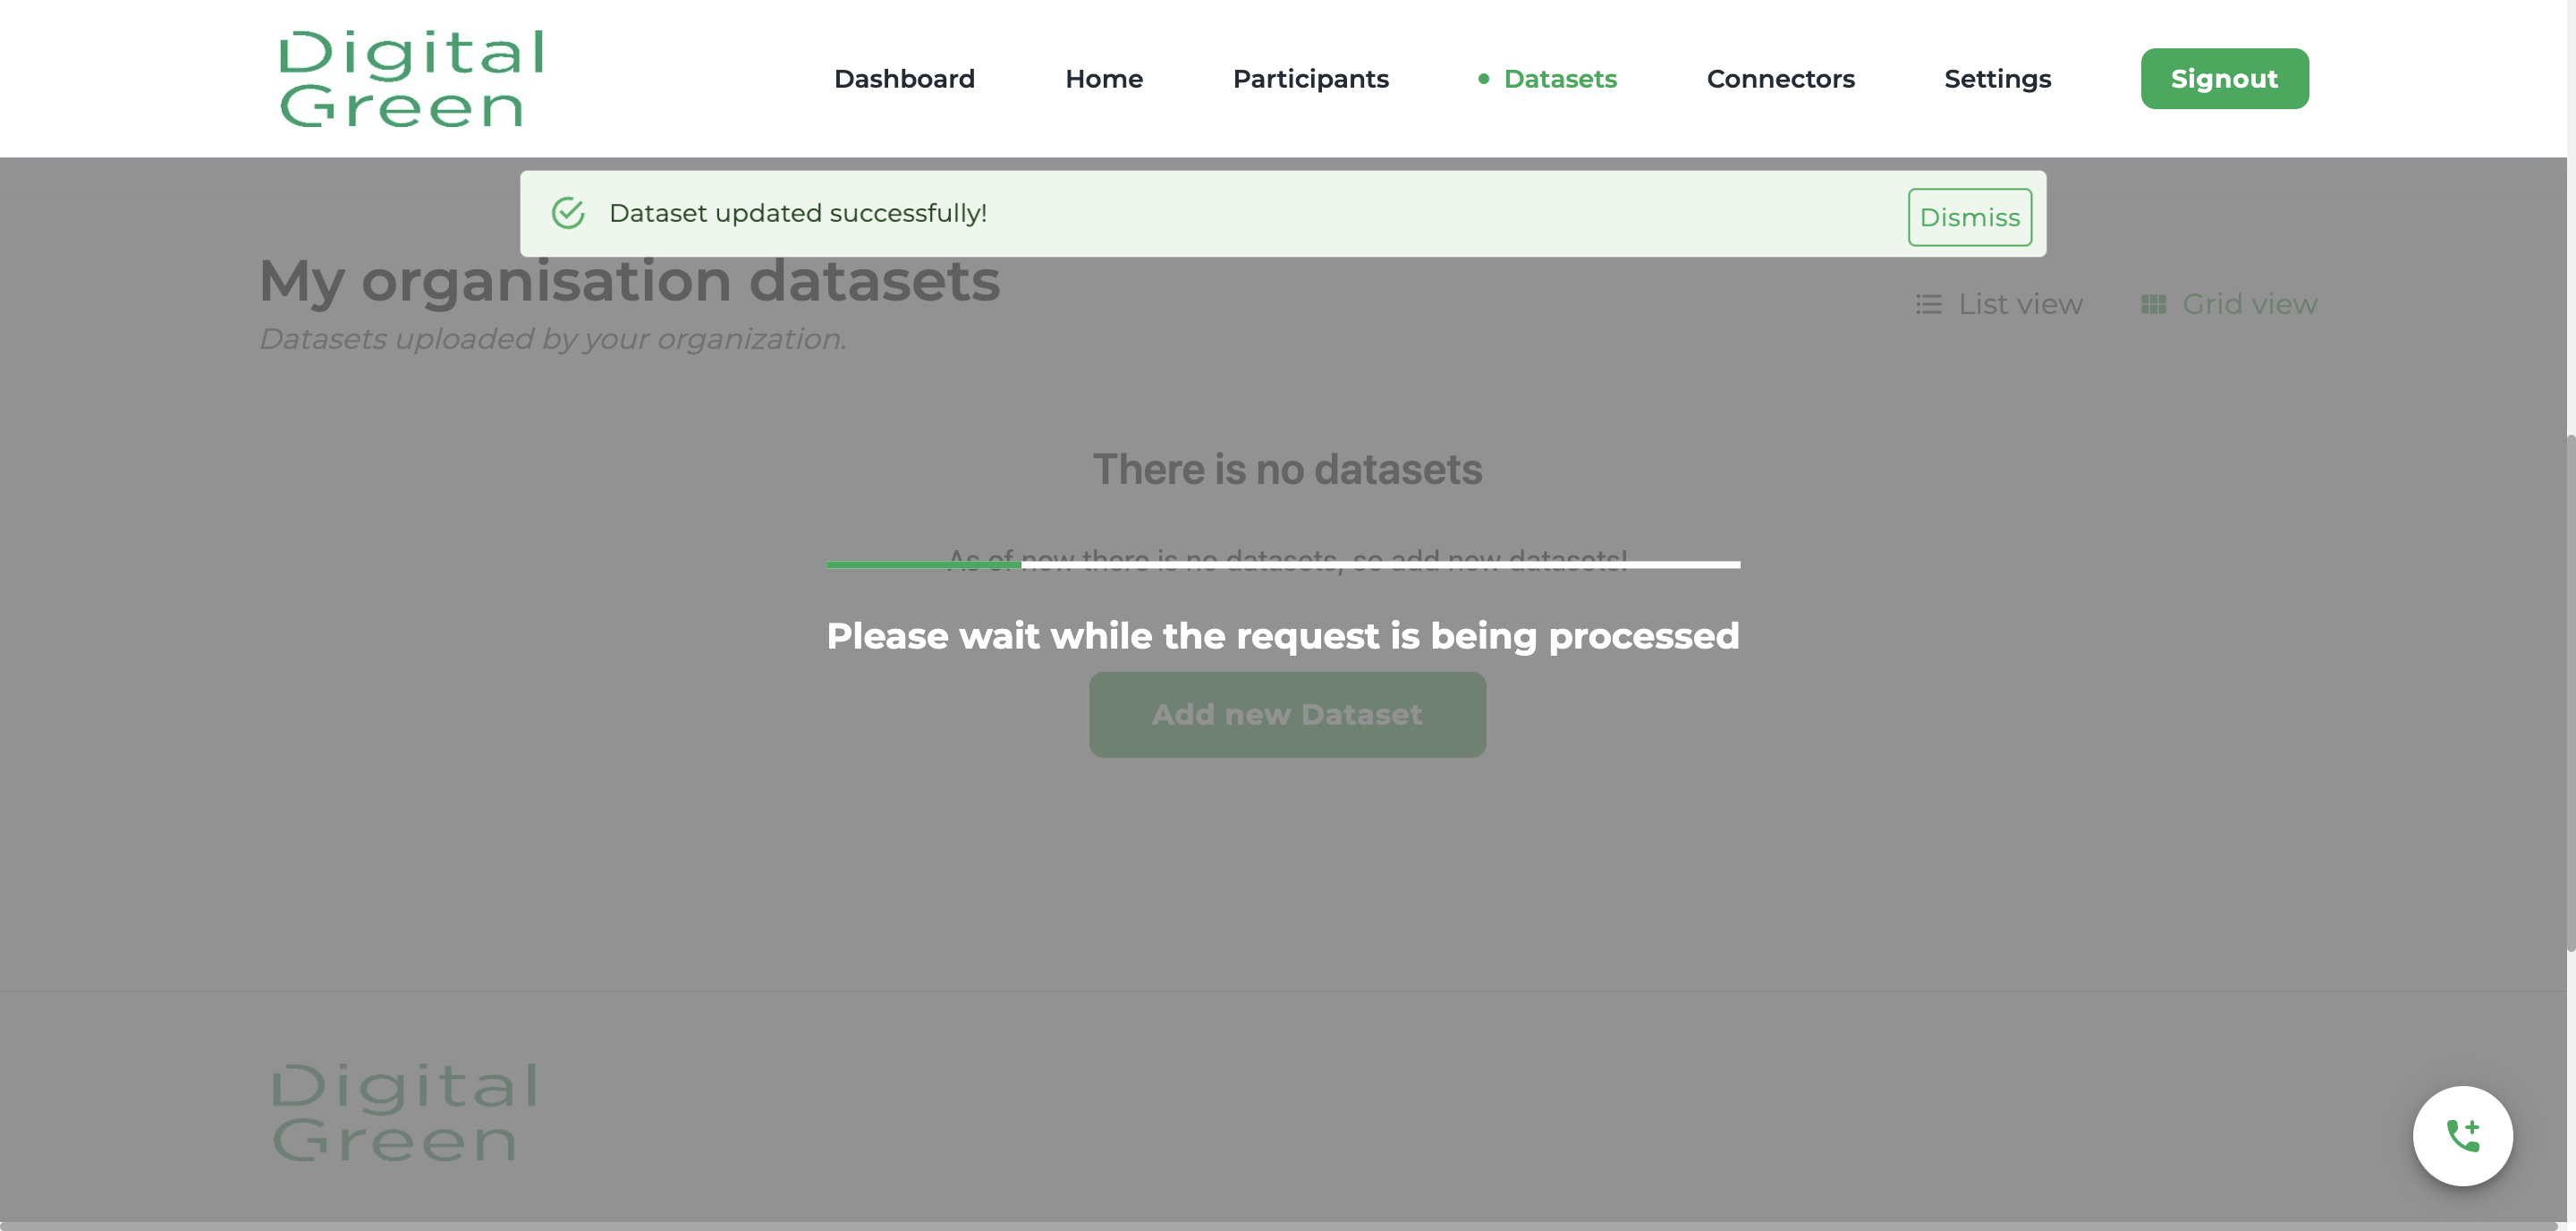 Digital
Green
Dashboard
Home
Participants
Datasets
Connectors
Settings
Signout
Dataset updated successfully!
Dismiss
My organisation datasets
Datasets uploaded by your organization.
List view
Grid view
There is no datasets
As of now there is no datasets, so add new datasets!
Please wait while the request is being processed
Add new Dataset
Digital
Green